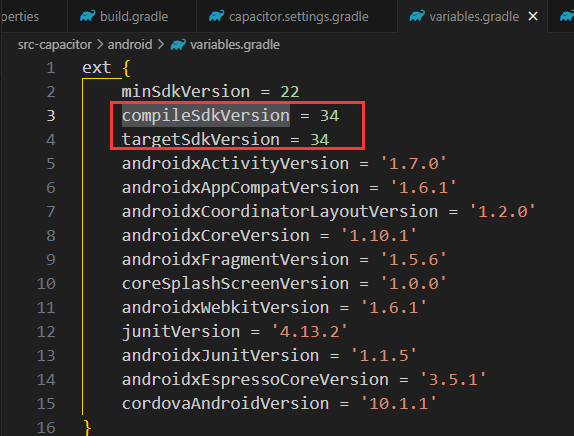 perties build.gradle capacitor.settings.gradle variables.gradle
src-capacitor > android > variables.gradle
1 ext {
2 minSdkVersion = 22
3 compileSdkVersion = 34
4 targetSdkVersion = 34
5 androidxActivityVersion = '1.7.0'
6 androidxAppCompatVersion = '1.6.1'
7 androidxCoordinatorLayoutVersion = '1.2.0'
8 androidxCoreVersion = '1.10.1'
9 androidxFragmentVersion = '1.5.6'
10 coreSplashScreenVersion = '1.0.0'
11 androidxWebkitVersion = '1.6.1'
12 junitVersion = '4.13.2'
13 androidxJunitVersion = '1.1.5'
14 androidxEspressoCoreVersion = '3.5.1'
15 cordovaAndroidVersion = '10.1.1'
16 }